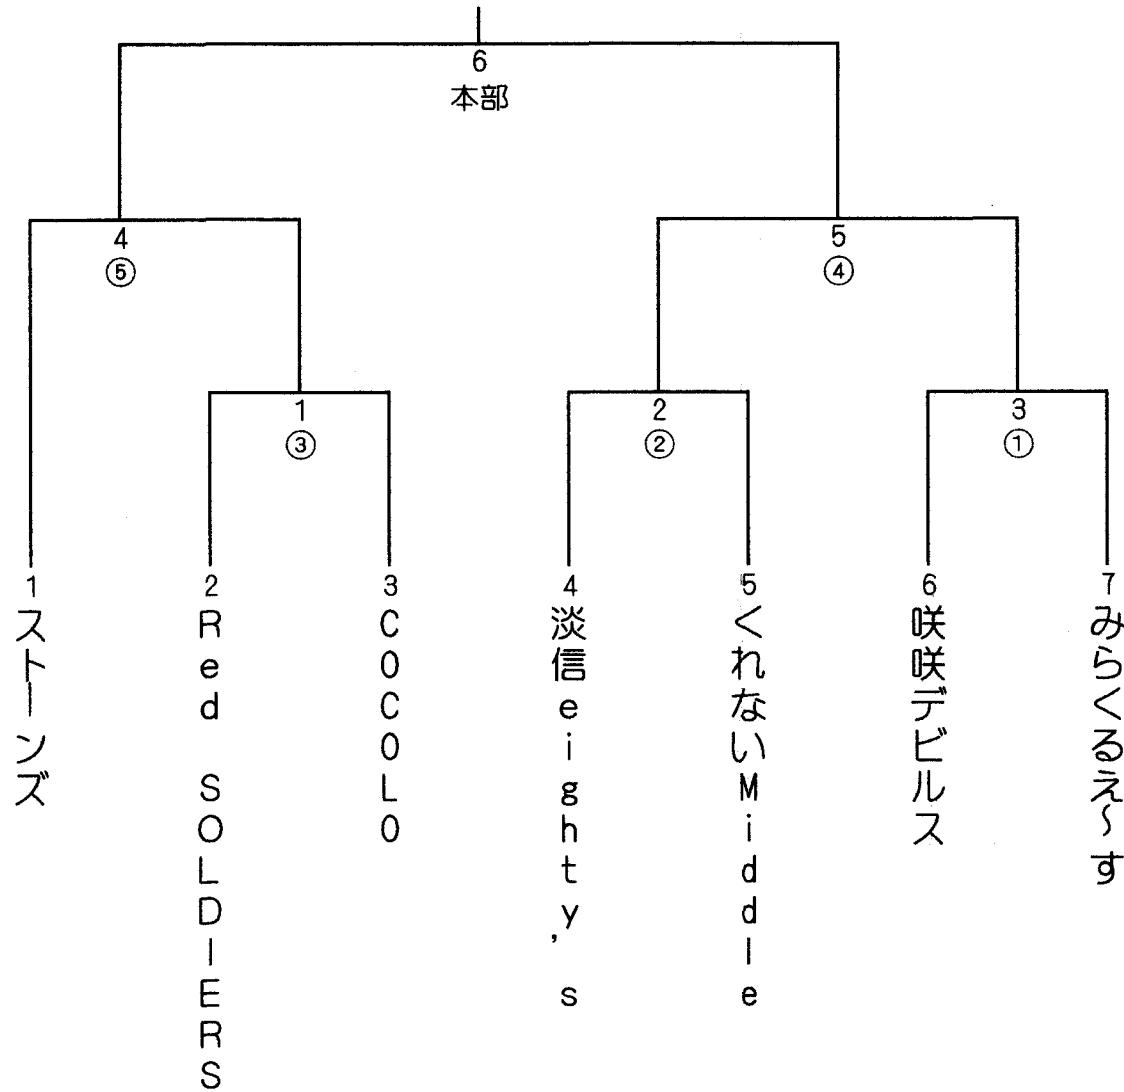 6
本部
4
5
⑤
④
1
2
3
③
②
①
1 ストーンズ
2 Red SOLDIERS
3 COCOLO
4 淡信eighty's
5 くれないMiddle
6 咲咲デビルス
7 みらくるえ~す